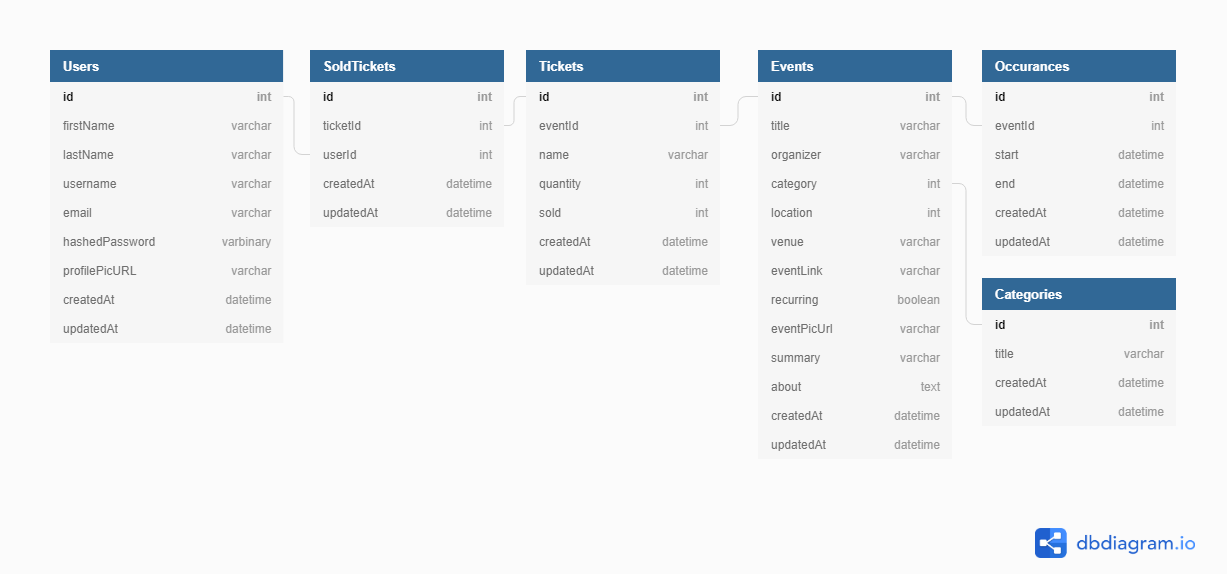 Users
id int
firstName varchar
lastName varchar
username varchar
email varchar
hashedPassword varbinary
profilePicURL varchar
createdAt datetime
updatedAt datetime
SoldTickets
id int
ticketId int
userId int
createdAt datetime
updatedAt datetime
Tickets
id int
eventId int
name varchar
quantity int
sold int
createdAt datetime
updatedAt datetime
Events
id int
title varchar
organizer varchar
category int
location int
venue varchar
eventLink varchar
recurring boolean
eventPicUrl varchar
summary varchar
about text
createdAt datetime
updatedAt datetime
Occurances
id int
eventId int
start datetime
end datetime
createdAt datetime
updatedAt datetime
Categories
id int
title varchar
createdAt datetime
updatedAt datetime
dbdiagram.io